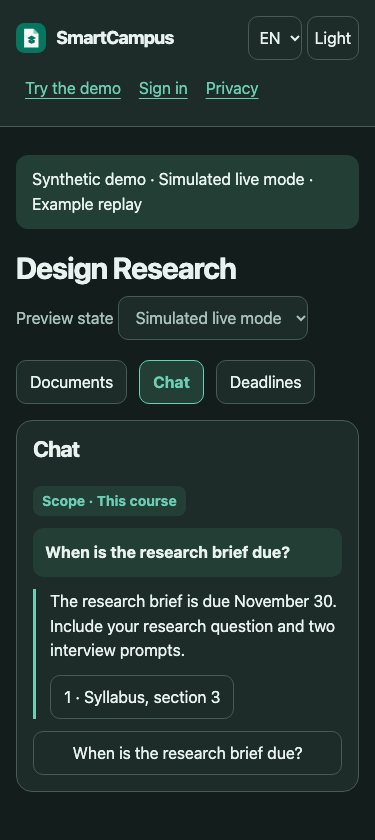 SmartCampus
EN
Light
Try the demo
Sign in
Privacy
Synthetic demo · Simulated live mode ·
Example replay
Design Research
Preview state
Simulated live mode
Documents
Chat
Deadlines
Chat
Scope · This course
When is the research brief due?
The research brief is due November 30.
Include your research question and two
interview prompts.
1 · Syllabus, section 3
When is the research brief due?